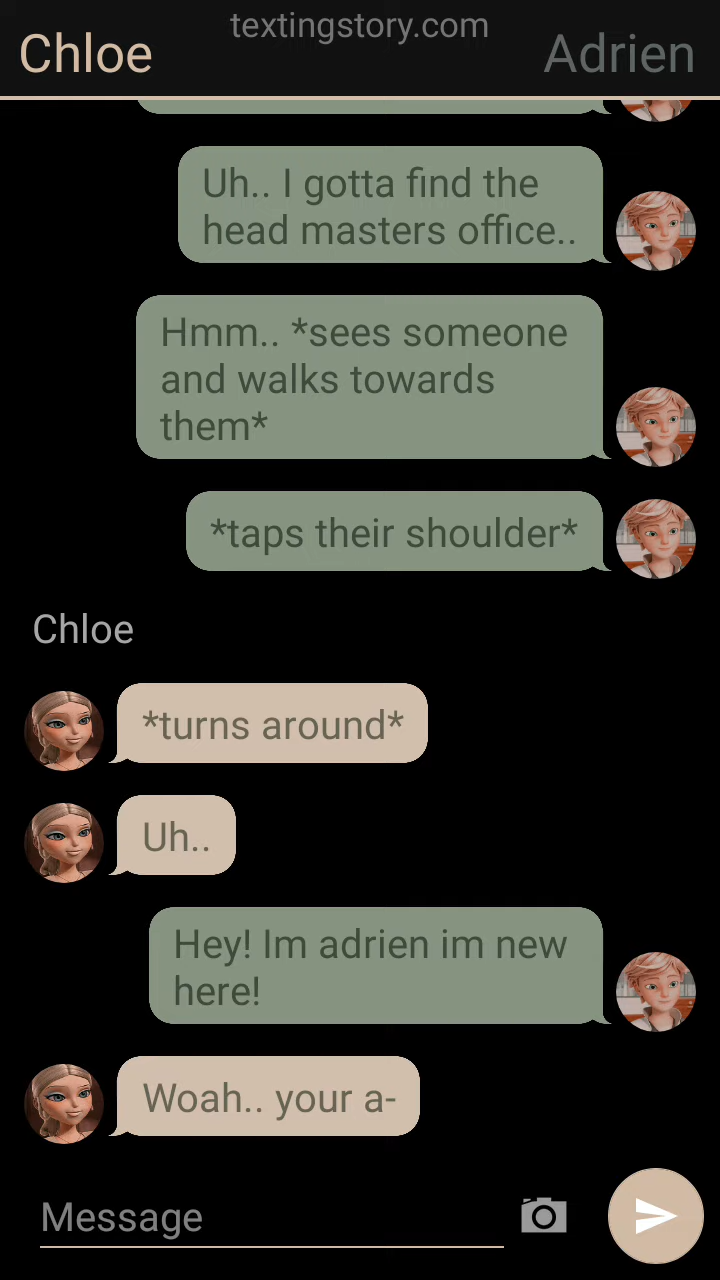 textingstory.com
Chloe
Adrien
Uh.. I gotta find the
head masters office..
Hmm.. *sees someone
and walks towards
them*
*taps their shoulder*
Chloe
*turns around*
Uh..
Hey! Im adrien im new
here!
Woah.. your a-
Message